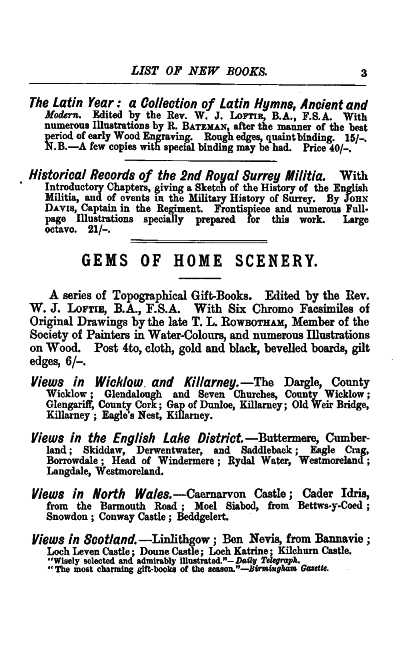 LIST OF NEW BOOKS. 3
The Latin Year: a Collection of Latin Hymns, Ancient and
Modern. Edited by the Rev. W. J. LOFTIE, B.A., F.S.A. With
numerous Illustrations by R. BATEMAN, after the manner of the best
period of early Wood Engraving. Rough edges, quaint binding. 15/-.
N.B.—A few copies with special binding may be had. Price 40/-.
Historical Records of the 2nd Royal Surrey Militia. With
Introductory Chapters, giving a Sketch of the History of the English
Militia, and of events in the Military History of Surrey. By JOHN
DAVIS, Captain in the Regiment. Frontispiece and numerous Full-
page Illustrations specially prepared for this work. Large
octavo. 21/-.
GEMS OF HOME SCENERY.
A series of Topographical Gift-Books. Edited by the Rev.
W. J. LOFTIE, B.A., F.S.A. With Six Chromo Facsimiles of
Original Drawings by the late T. L. ROWBOTHAM, Member of the
Society of Painters in Water-Colours, and numerous Illustrations
on Wood. Post 4to, cloth, gold and black, bevelled boards, gilt
edges, 6/-.
Views in Wicklow and Killarney.—The Dargle, County
Wicklow; Glendalough and Seven Churches, County Wicklow;
Glengariff, County Cork; Gap of Dunloe, Killarney; Old Weir Bridge,
Killarney; Eagle's Nest, Killarney.
Views in the English Lake District.—Buttermere, Cumber-
land; Skiddaw, Derwentwater, and Saddleback; Eagle Crag,
Borrowdale; Head of Windermere; Rydal Water, Westmoreland;
Langdale, Westmoreland.
Views in North Wales.—Caernarvon Castle; Cader Idris,
from the Barmouth Road; Moel Siabod, from Bettws-y-Coed;
Snowdon; Conway Castle; Beddgelert.
Views in Scotland.—Linlithgow; Ben Nevis, from Bannavie;
Loch Leven Castle; Doune Castle; Loch Katrine; Kilchurn Castle.
"Wisely selected and admirably illustrated."—Daily Telegraph.
"The most charming gift-books of the season."—Birmingham Gazette.